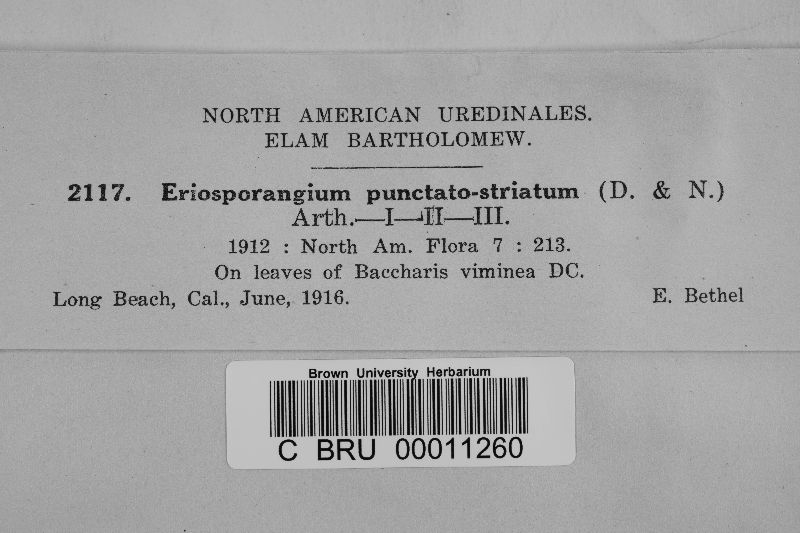 NORTH AMERICAN UREDINALES.
ELAM BARTHOLOMEW.
2117. Eriosporangium punctato-striatum (D. & N.)
Arth.—I—II—III.
1912 : North Am. Flora 7 : 213.
On leaves of Baccharis viminea DC.
Long Beach, Cal., June, 1916. E. Bethel
Brown University Herbarium
C BRU 00011260